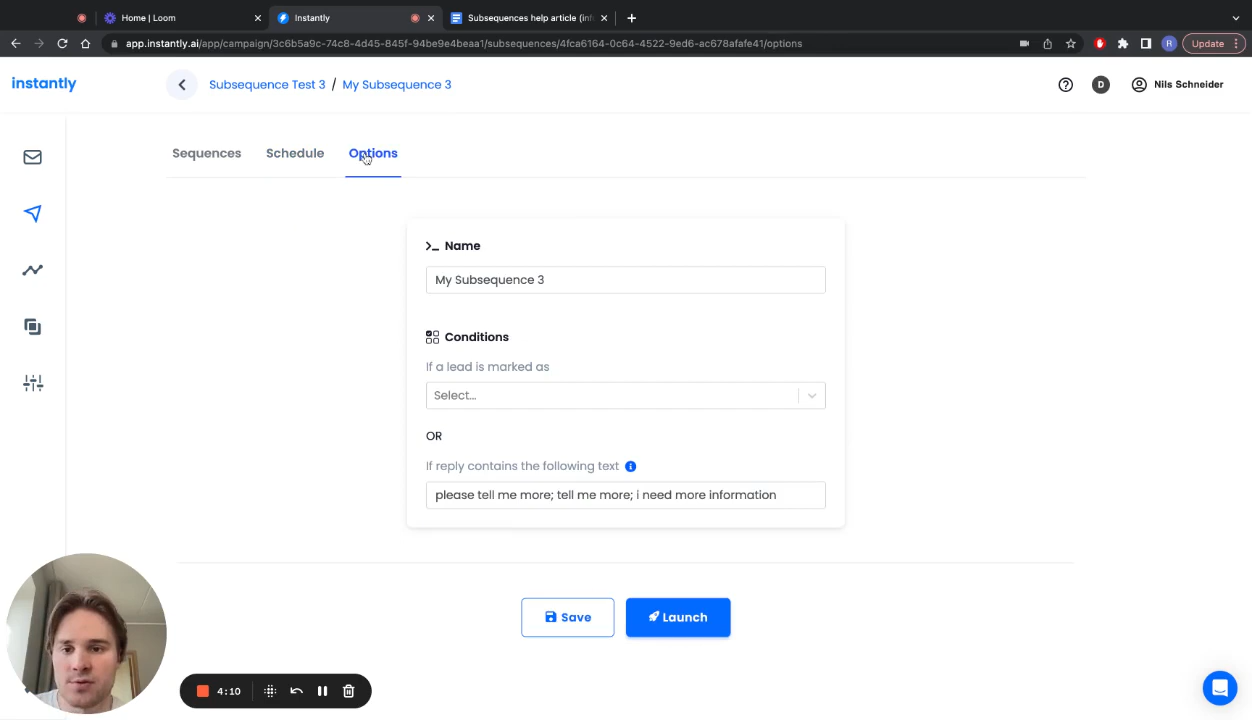 Home | Loom
Instantly
Subsequences help article (inf
app.instantly.ai/app/campaign/3c6b5a9c-74c8-4d45-845f-94be9e4beaa1/subsequences/4fca6164-0c64-4522-9ed6-ac678afafe41/options
R
Update
instantly
Subsequence Test 3 / My Subsequence 3
D
Nils Schneider
Sequences
Schedule
Options
Name
My Subsequence 3
Conditions
If a lead is marked as
Select...
OR
If reply contains the following text
please tell me more; tell me more; i need more information
Save
Launch
4:10